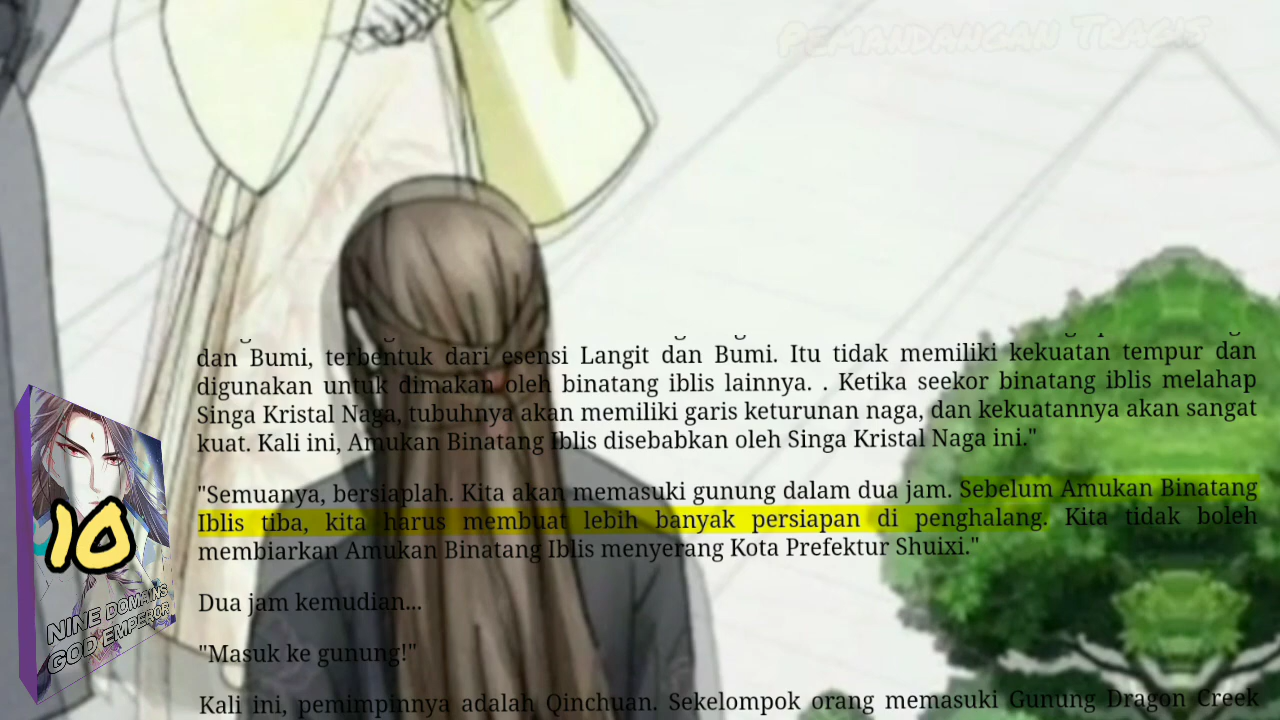 Pemandangan Tragis
dan Bumi, terbentuk dari esensi Langit dan Bumi. Itu tidak memiliki kekuatan tempur dan
digunakan untuk dimakan oleh binatang iblis lainnya. . Ketika seekor binatang iblis melahap
Singa Kristal Naga, tubuhnya akan memiliki garis keturunan naga, dan kekuatannya akan sangat
kuat. Kali ini, Amukan Binatang Iblis disebabkan oleh Singa Kristal Naga ini."
"Semuanya, bersiaplah. Kita akan memasuki gunung dalam dua jam. Sebelum Amukan Binatang
Iblis tiba, kita harus membuat lebih banyak persiapan di penghalang. Kita tidak boleh
membiarkan Amukan Binatang Iblis menyerang Kota Prefektur Shuixi."
Dua jam kemudian...
"Masuk ke gunung!"
Kali ini, pemimpinnya adalah Qinchuan. Sekelompok orang memasuki Gunung Dragon Creek
10
NINE DOMAINS
GOD EMPEROR